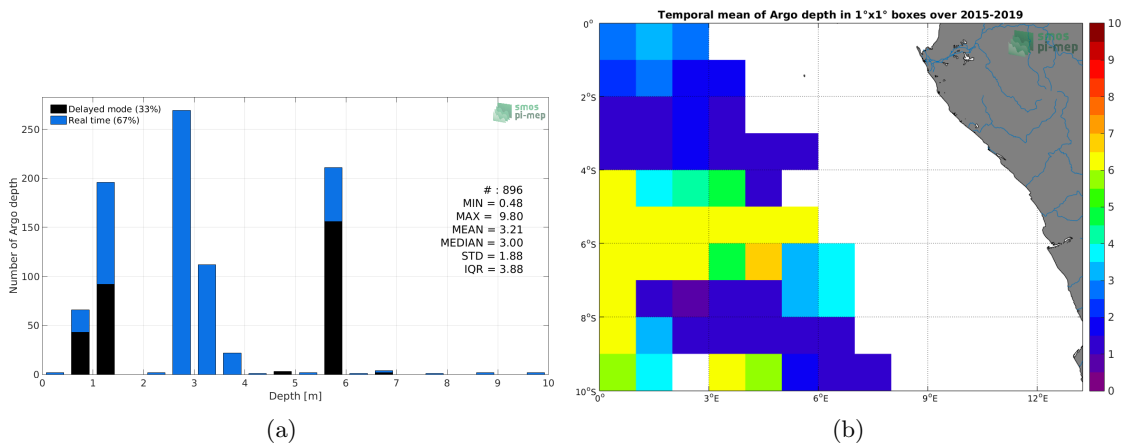 Delayed mode (33%)
Real time (67%)
smos
pi-mep
Number of Argo depth
250
200
150
100
50
0
# : 896
MIN = 0.48
MAX = 9.80
MEAN = 3.21
MEDIAN = 3.00
STD = 1.88
IQR = 3.88
0 1 2 3 4 5 6 7 8 9 10
Depth [m]
(a)
Temporal mean of Argo depth in 1°x1° boxes over 2015-2019
smos
pi-mep
0°
2°S
4°S
6°S
8°S
10°S
0° 3°E 6°E 9°E 12°E
10
9
8
7
6
5
4
3
2
1
0
(b)